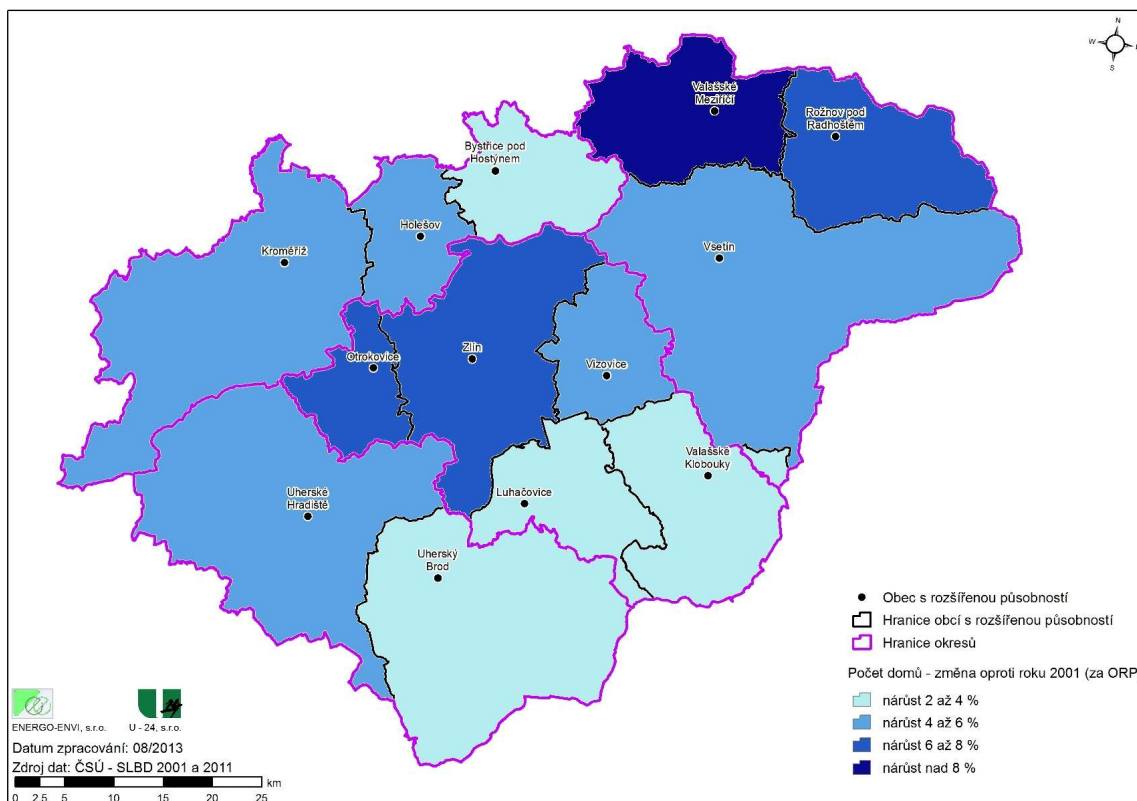 N
W
S
Valašské
Meziříčí
Rožnov pod
Radhoštěm
Bystřice pod
Hostýnem
Holešov
Kroměříž
Vsetín
Otrokovice
Zlín
Vizovice
Valašské
Klobouky
Luhačovice
Uherské
Hradiště
Uherský
Brod
Obec s rozšířenou působností
Hranice obcí s rozšířenou působností
Hranice okresů
Počet domů - změna oproti roku 2001 (za ORP
nárůst 2 až 4 %
nárůst 4 až 6 %
nárůst 6 až 8 %
nárůst nad 8 %
ENERGO-ENVI, s.r.o. U - 24, s.r.o.
Datum zpracování: 08/2013
Zdroj dat: ČSÚ - SLBD 2001 a 2011
km
0 2.5 5 10 15 20 25